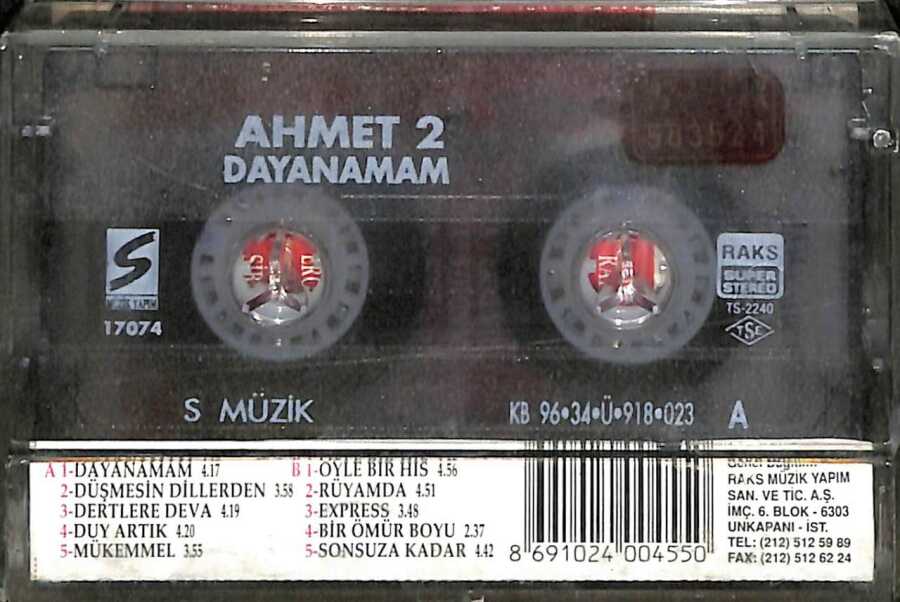 AHMET 2
DAYANAMAM
S
MÜZİK YAPIM
17074
RAKS
SUPER
STEREO
TS-2240
TSE
S MÜZİK
KB 96•34•Ü•918•023
A
A 1-DAYANAMAM 4.17
2-DÜŞMESİN DİLLERDEN 3.58
3-DERTLERE DEVA 4.19
4-DUY ARTIK 4.20
5-MÜKEMMEL 3.55
B 1-ÖYLE BİR HİS 4.56
2-RÜYAMDA 4.51
3-EXPRESS 3.48
4-BİR ÖMÜR BOYU 2.37
5-SONSUZA KADAR 4.42
8 691024 004550
RAKS MÜZİK YAPIM
SAN. VE TİC. A.Ş.
İMÇ. 6. BLOK - 6303
UNKAPANI - İST.
TEL: (212) 512 59 89
FAX: (212) 512 62 24